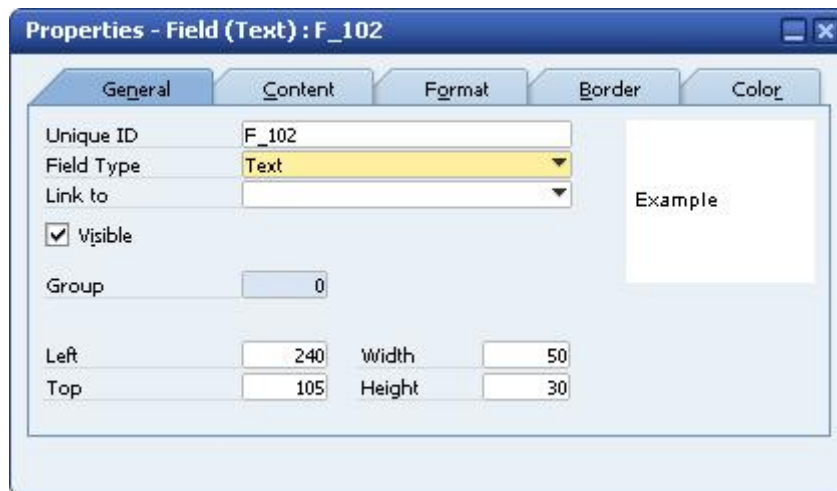 Properties - Field (Text) : F_102
General Content Format Border Color
Unique ID F_102
Field Type Text
Link to
Example
Visible
Group 0
Left 240 Width 50
Top 105 Height 30